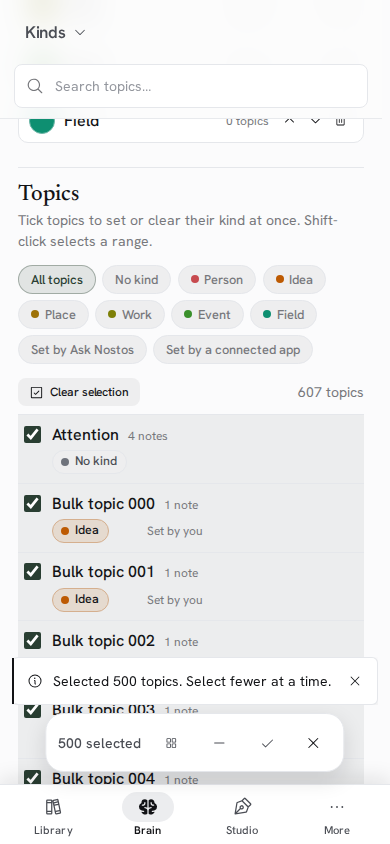 Kinds
Search topics...
Field 0 topics
Topics
Tick topics to set or clear their kind at once. Shift-
click selects a range.
All topics No kind Person Idea
Place Work Event Field
Set by Ask Nostos Set by a connected app
Clear selection 607 topics
Attention 4 notes
No kind
Bulk topic 000 1 note
Idea Set by you
Bulk topic 001 1 note
Idea Set by you
Bulk topic 002 1 note
Selected 500 topics. Select fewer at a time.
Bulk topic 003 1 note
500 selected
Bulk topic 004 1 note
Library Brain Studio More